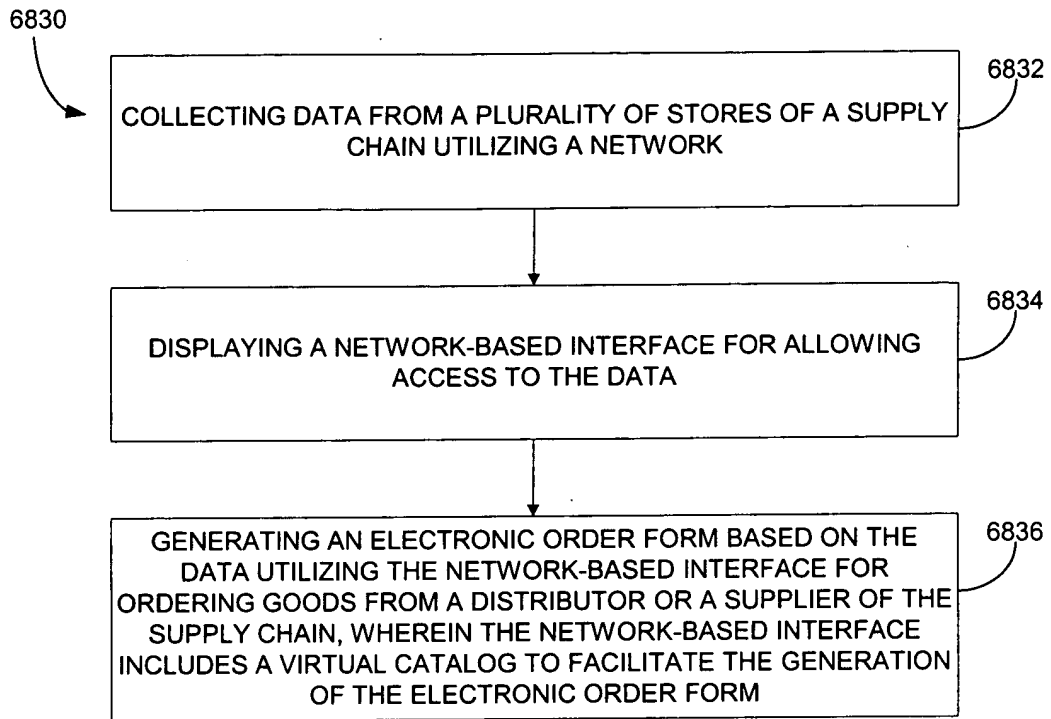 6830
6832
COLLECTING DATA FROM A PLURALITY OF STORES OF A SUPPLY
CHAIN UTILIZING A NETWORK
6834
DISPLAYING A NETWORK-BASED INTERFACE FOR ALLOWING
ACCESS TO THE DATA
6836
GENERATING AN ELECTRONIC ORDER FORM BASED ON THE
DATA UTILIZING THE NETWORK-BASED INTERFACE FOR
ORDERING GOODS FROM A DISTRIBUTOR OR A SUPPLIER OF THE
SUPPLY CHAIN, WHEREIN THE NETWORK-BASED INTERFACE
INCLUDES A VIRTUAL CATALOG TO FACILITATE THE GENERATION
OF THE ELECTRONIC ORDER FORM